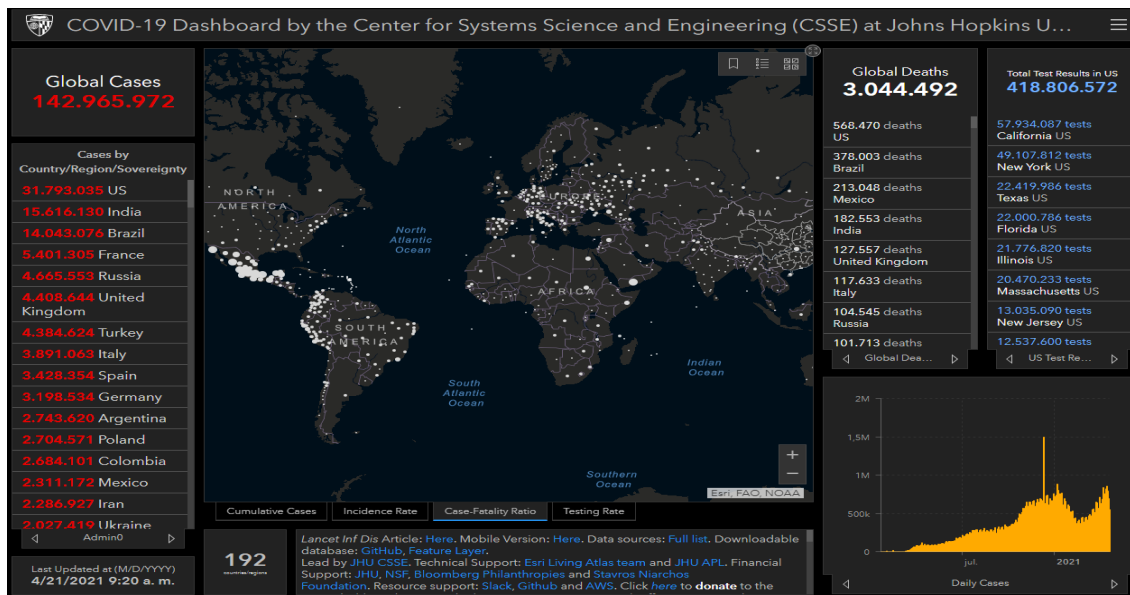 COVID-19 Dashboard by the Center for Systems Science and Engineering (CSSE) at Johns Hopkins U...
Global Cases
142.965.972
Cases by
Country/Region/Sovereignty
31.793.035 US
15.616.130 India
14.043.076 Brazil
5.401.305 France
4.665.553 Russia
4.408.644 United
Kingdom
4.384.624 Turkey
3.891.063 Italy
3.428.354 Spain
3.198.534 Germany
2.743.620 Argentina
2.704.571 Poland
2.684.101 Colombia
2.311.172 Mexico
2.286.927 Iran
2.027.419 Ukraine
Admin0
Last Updated at (M/D/YYYY)
4/21/2021 9:20 a. m.
NORTH
AMERICA
North
Atlantic
Ocean
EUROPE
ASIA
AFRICA
SOUTH
AMERICA
South
Atlantic
Ocean
Indian
Ocean
Southern
Ocean
+
−
Esri, FAO, NOAA
Cumulative Cases
Incidence Rate
Case-Fatality Ratio
Testing Rate
192
countries/regions
Lancet Inf Dis Article: Here. Mobile Version: Here. Data sources: Full list. Downloadable
database: GitHub, Feature Layer.
Lead by JHU CSSE. Technical Support: Esri Living Atlas team and JHU APL. Financial
Support: JHU, NSF, Bloomberg Philanthropies and Stavros Niarchos
Foundation. Resource support: Slack, Github and AWS. Click here to donate to the
Global Deaths
3.044.492
568.470 deaths
US
378.003 deaths
Brazil
213.048 deaths
Mexico
182.553 deaths
India
127.557 deaths
United Kingdom
117.633 deaths
Italy
104.545 deaths
Russia
101.713 deaths
Global Dea...
Total Test Results in US
418.806.572
57.934.087 tests
California US
49.107.812 tests
New York US
22.419.986 tests
Texas US
22.000.786 tests
Florida US
21.776.820 tests
Illinois US
20.470.233 tests
Massachusetts US
13.035.090 tests
New Jersey US
12.537.600 tests
US Test Re...
2M
1,5M
1M
500k
0
jul.
2021
Daily Cases